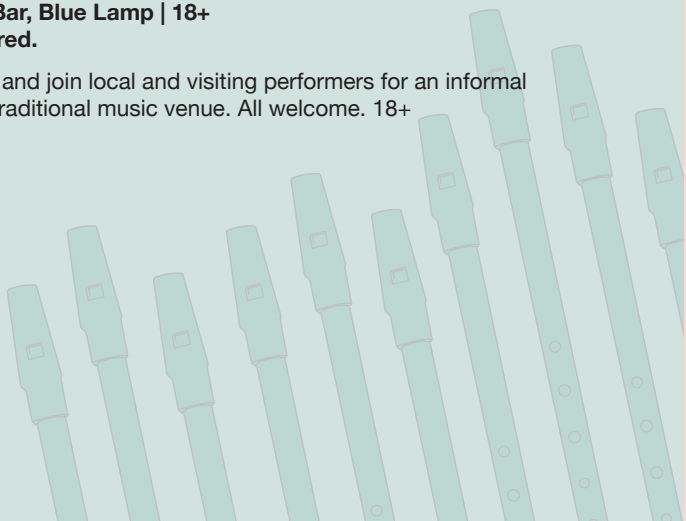 Bar, Blue Lamp | 18+
red.
and join local and visiting performers for an informal
traditional music venue. All welcome. 18+